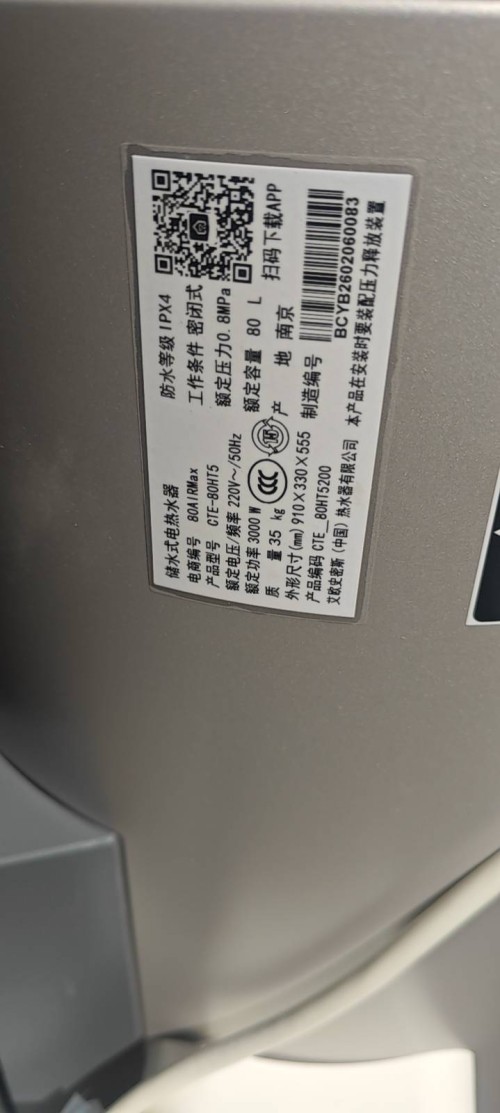 储水式电热水器
电商编号 80AIRMax
产品型号 CTE-80HT5
额定电压/频率 220V～/50Hz
额定功率 3000 W
质 量 35 kg
外形尺寸(mm) 910×330×555
产品编码 CTE__80HT5200
艾欧史密斯(中国)热水器有限公司
防水等级 IPX4
工作条件 密闭式
额定压力 0.8MPa
额定容量 80 L
产 地 南京
制造编号
BCYB2602060083
本产品在安装时要装配压力释放装置
扫码下载APP
CCC
15